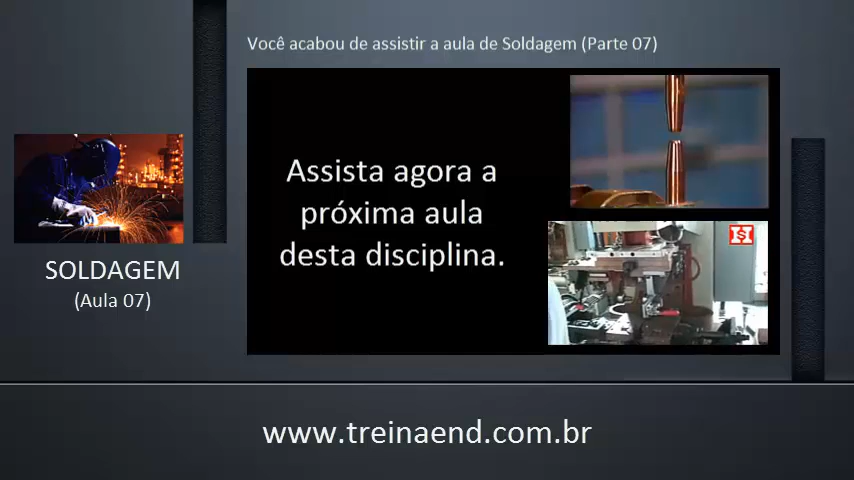 Você acabou de assistir a aula de Soldagem (Parte 07)
Assista agora a
próxima aula
desta disciplina.
SOLDAGEM
(Aula 07)
www.treinaend.com.br